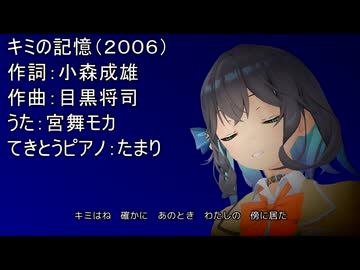 キミの記憶(2006)
作詞:小森成雄
作曲:目黒将司
うた:宮舞モカ
てきとうピアノ:たまり
キミはね　確かに　あのとき　わたしの　傍に居た